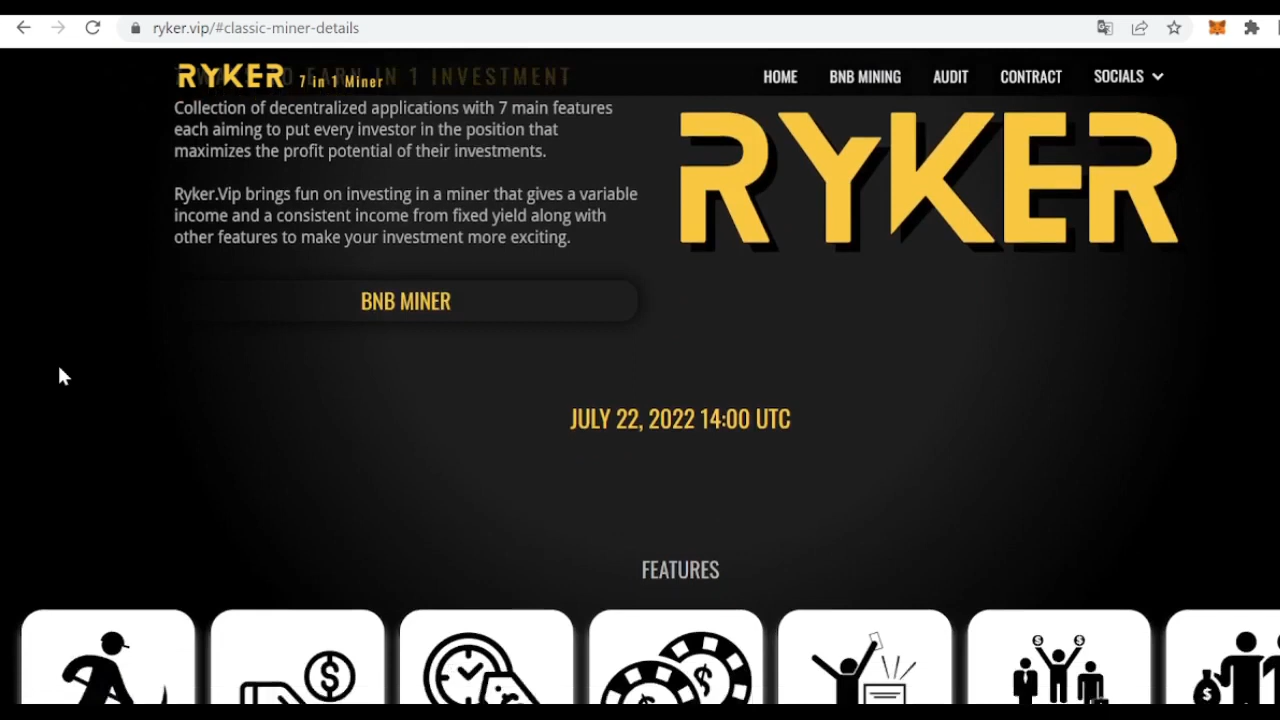 ryker.vip/#classic-miner-details
RYKER 7 in 1 Miner
IN 1 INVESTMENT
HOME BNB MINING AUDIT CONTRACT SOCIALS
Collection of decentralized applications with 7 main features
each aiming to put every investor in the position that
maximizes the profit potential of their investments.
Ryker.Vip brings fun on investing in a miner that gives a variable
income and a consistent income from fixed yield along with
other features to make your investment more exciting.
RYKER
BNB MINER
JULY 22, 2022 14:00 UTC
FEATURES